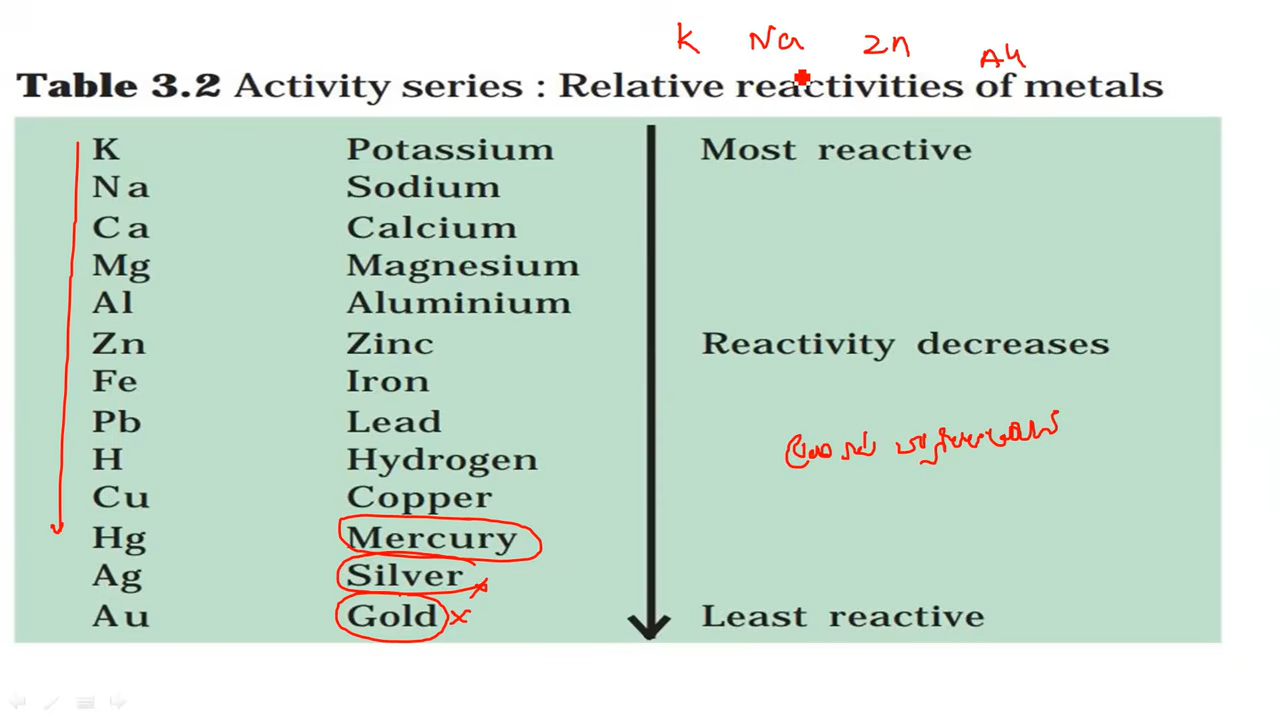 K Na Zn Au
Table 3.2 Activity series : Relative reactivities of metals
K Potassium Most reactive
Na Sodium
Ca Calcium
Mg Magnesium
Al Aluminium
Zn Zinc Reactivity decreases
Fe Iron
Pb Lead
H Hydrogen
Cu Copper
Hg Mercury
Ag Silver
Au Gold x Least reactive